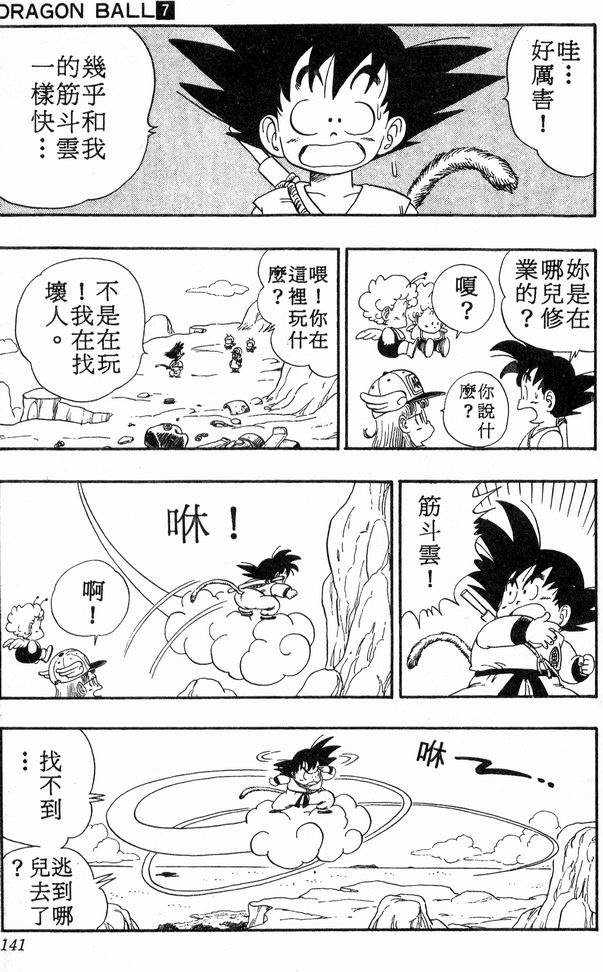 DRAGON BALL 7
哇…
好厲害！
幾乎和我
的筋斗雲
一樣快…
妳是在
哪兒修
業的？
嗄？
你說什
麼？
喂！你在
這裡玩什
麼？
不是在玩
！我在找
壞人。
筋斗雲！
咻！
啊！
咻～
找不到
…
逃到哪
兒去了
？
141